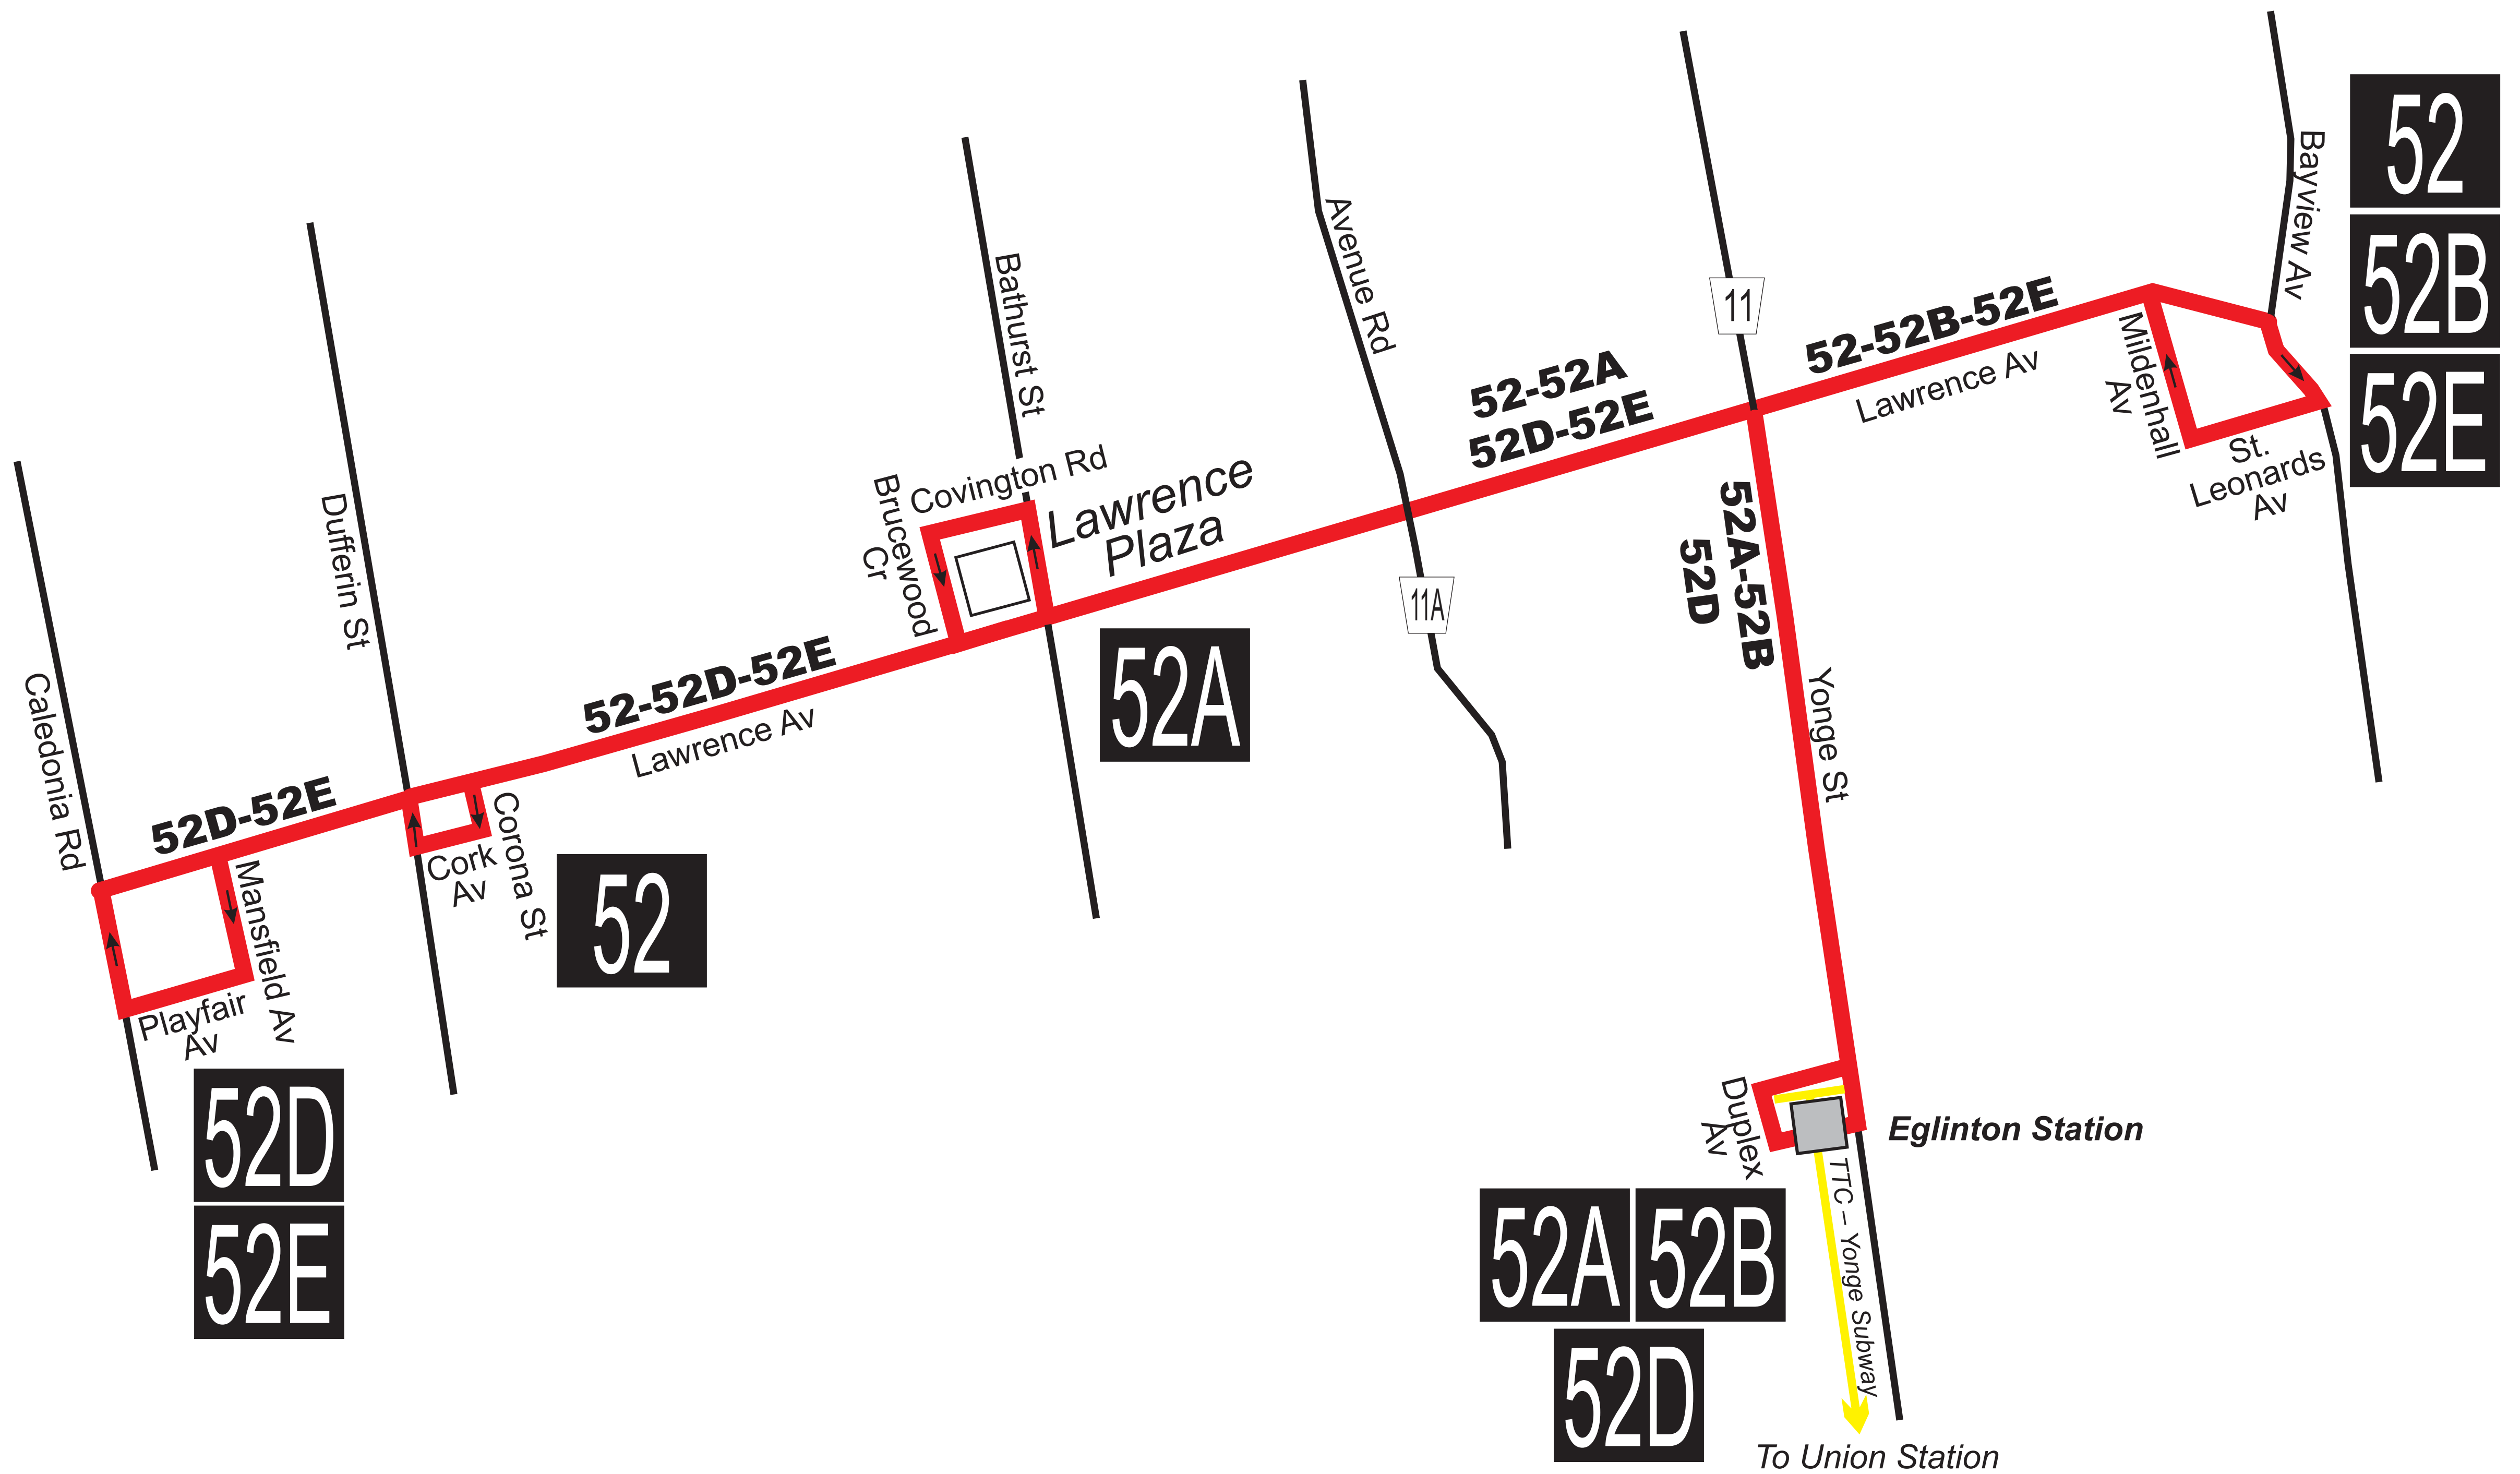 Caledonia Rd
52D-52E
Mansfield Av
Playfair
Av
52D
52E
Dufferin St
Cork
Av
Corona St
52
52-52D-52E
Lawrence Av
Bathurst St
Covington Rd
Brucewood
Cr
Lawrence
Plaza
52A
Avenue Rd
11A
52-52A
52D-52E
11
52-52B-52E
Lawrence Av
Mildenhall
Av
St.
Leonards
Av
Bayview Av
52
52B
52E
52A-52B
52D
Yonge St
Duplex
Av
Eglinton Station
TTC – Yonge Subway
52A
52B
52D
To Union Station